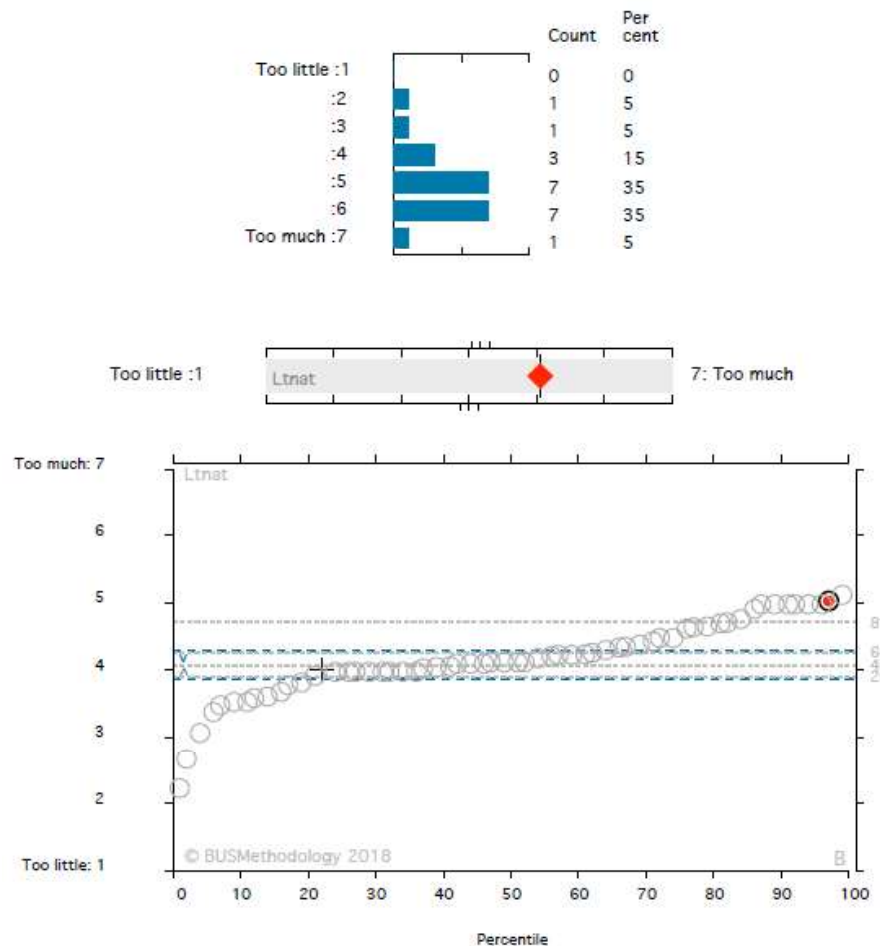 Count Per cent
Too little :1 0 0
:2 1 5
:3 1 5
:4 3 15
:5 7 35
:6 7 35
Too much :7 1 5
Too little :1 Ltnat 7: Too much
Too much: 7
Ltnat
6
5
8
6
4
4
2
3
2
© BUSMethodology 2018 B
Too little: 1
0 10 20 30 40 50 60 70 80 90 100
Percentile